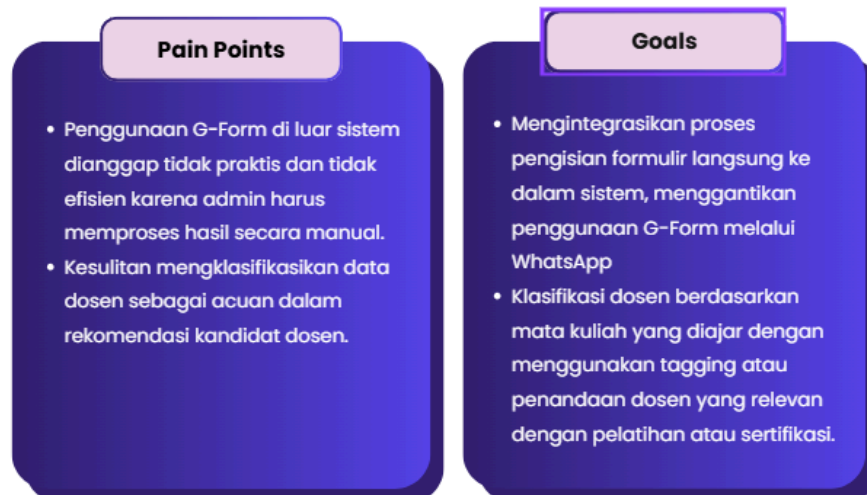 Pain Points
• Penggunaan G-Form di luar sistem
dianggap tidak praktis dan tidak
efisien karena admin harus
memproses hasil secara manual.
• Kesulitan mengklasifikasikan data
dosen sebagai acuan dalam
rekomendasi kandidat dosen.
Goals
• Mengintegrasikan proses
pengisian formulir langsung ke
dalam sistem, menggantikan
penggunaan G-Form melalui
WhatsApp
• Klasifikasi dosen berdasarkan
mata kuliah yang diajar dengan
menggunakan tagging atau
penandaan dosen yang relevan
dengan pelatihan atau sertifikasi.